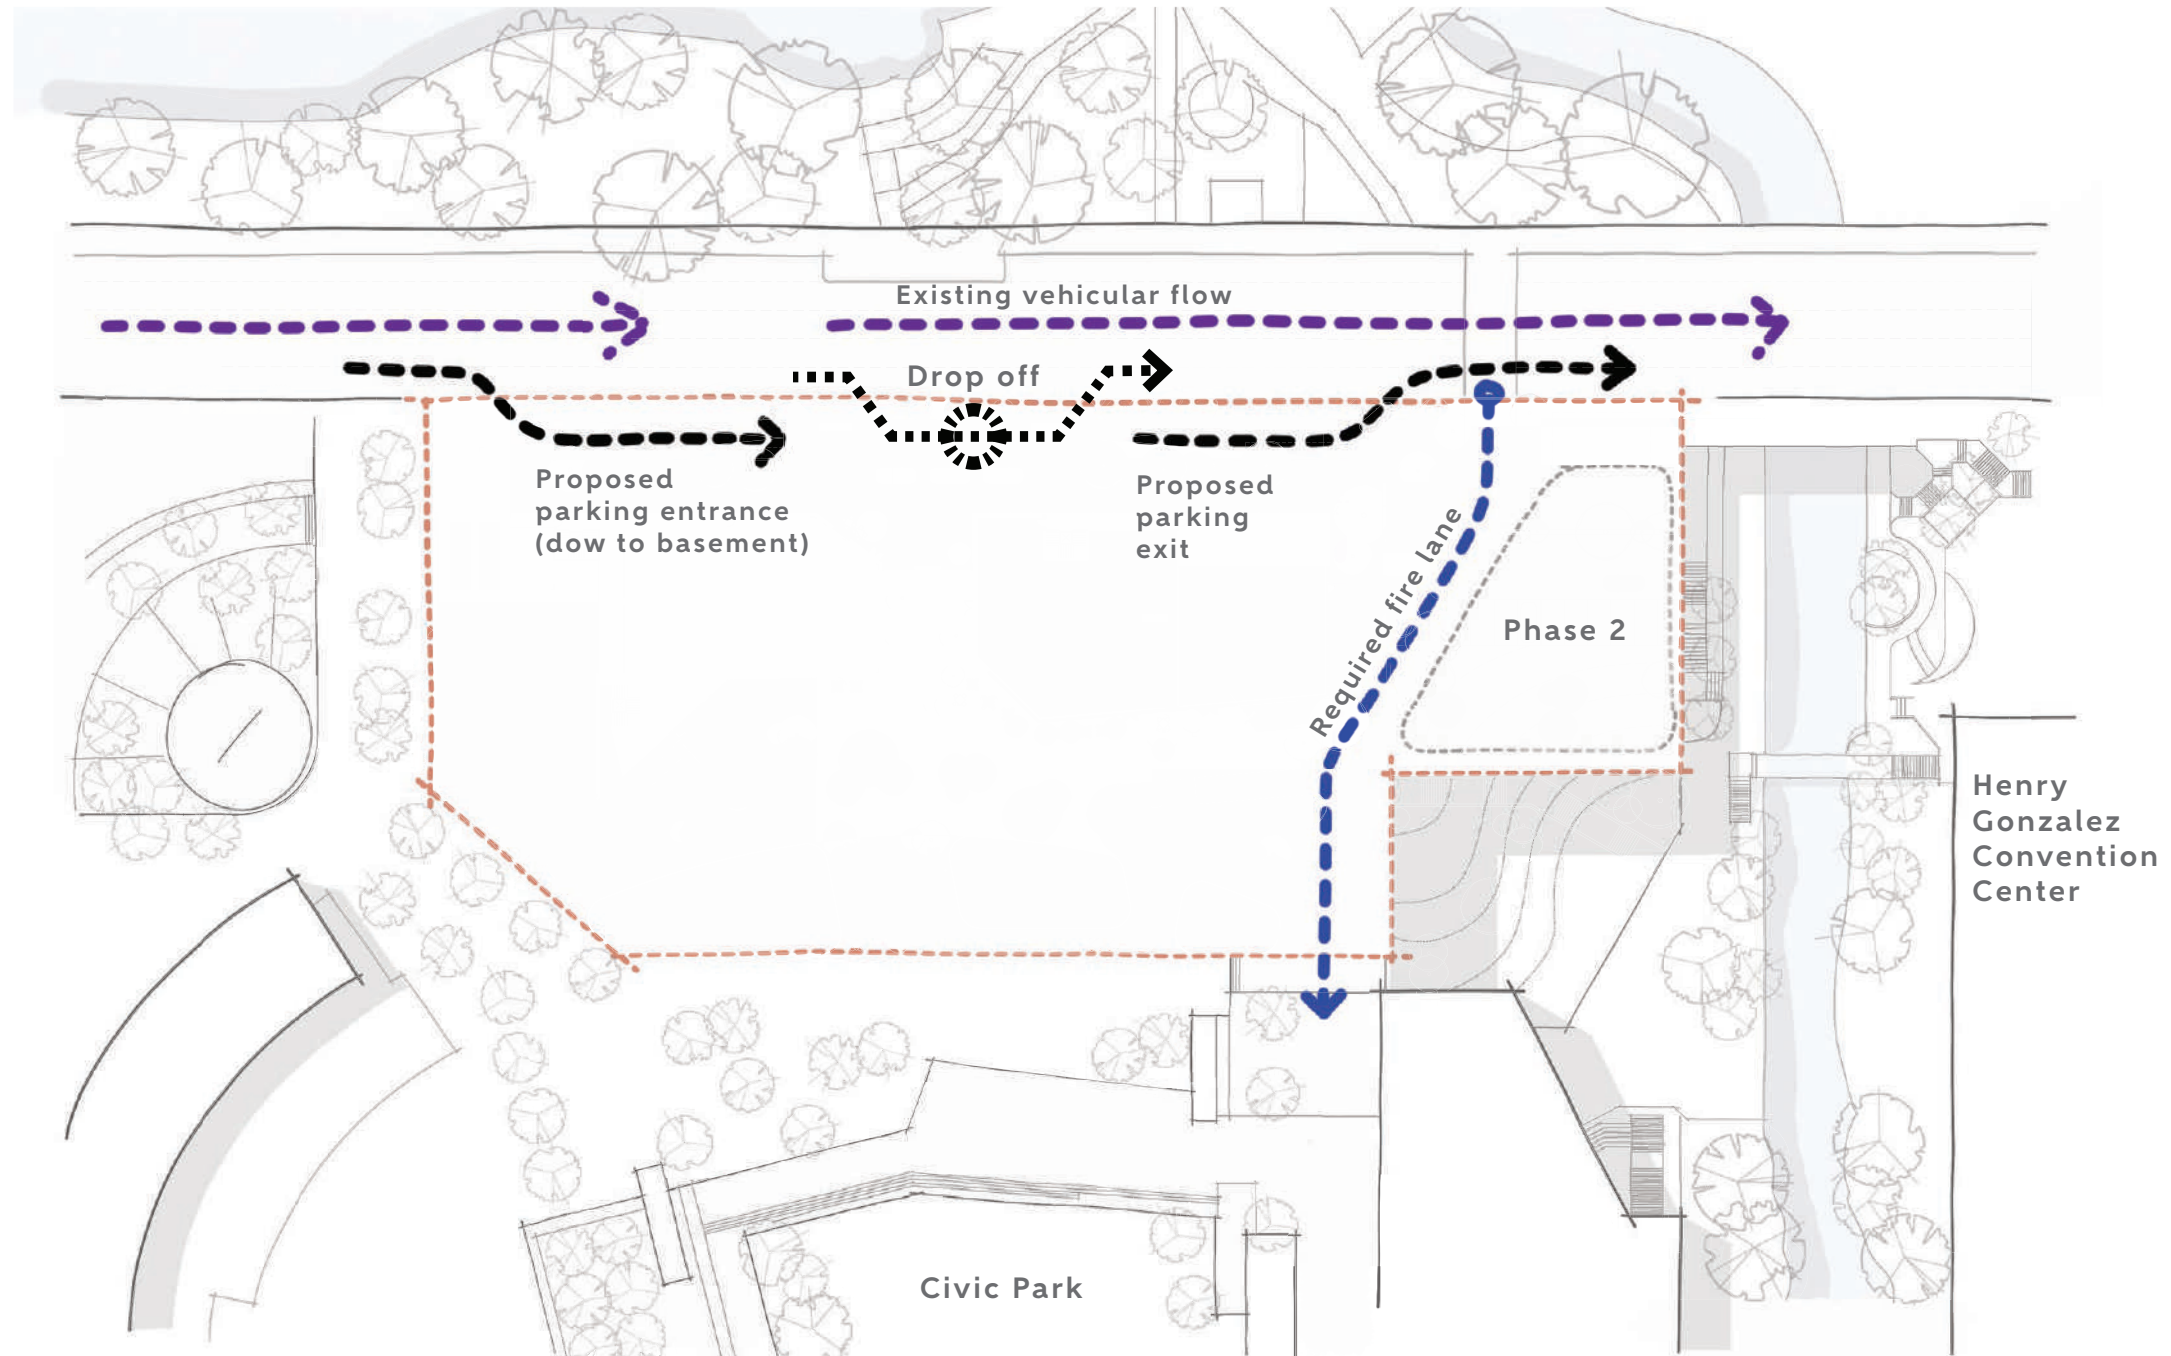 Existing vehicular flow
Drop off
Proposed
parking entrance
(dow to basement)
Proposed
parking
exit
Required fire lane
Phase 2
Henry
Gonzalez
Convention
Center
Civic Park